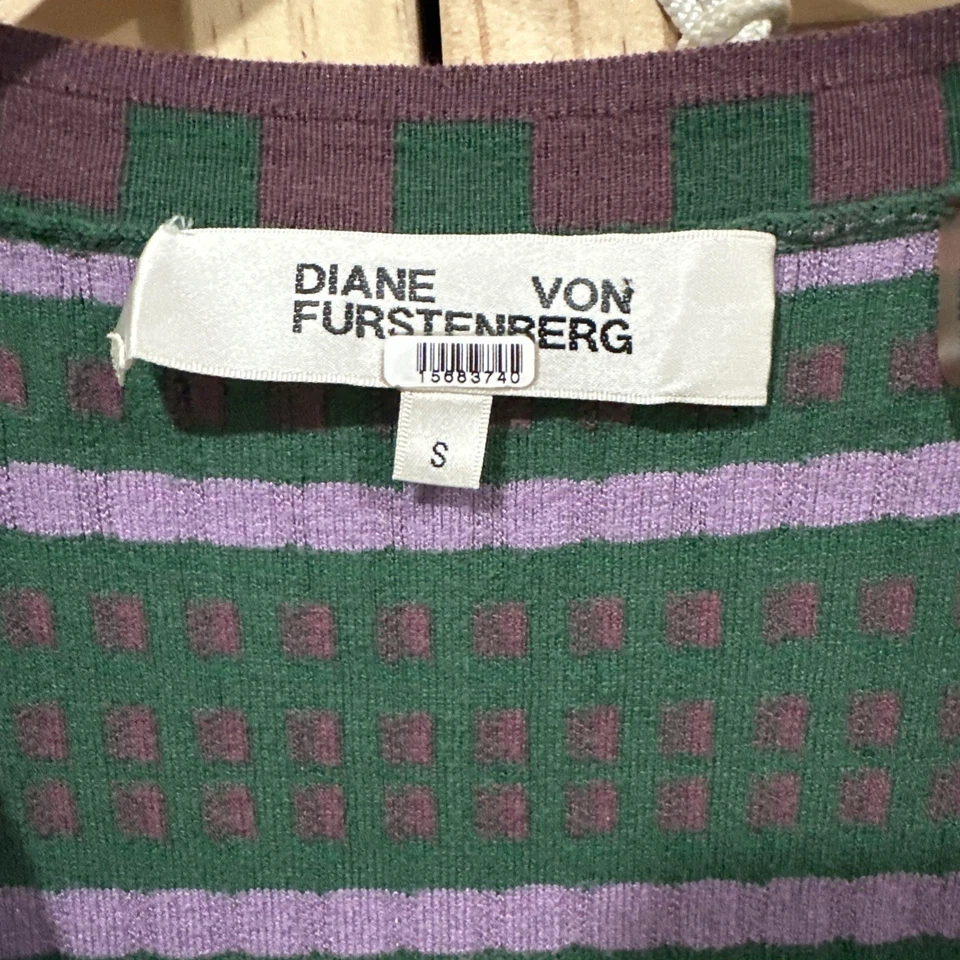 DIANE VON
FURSTENBERG
15683740
S